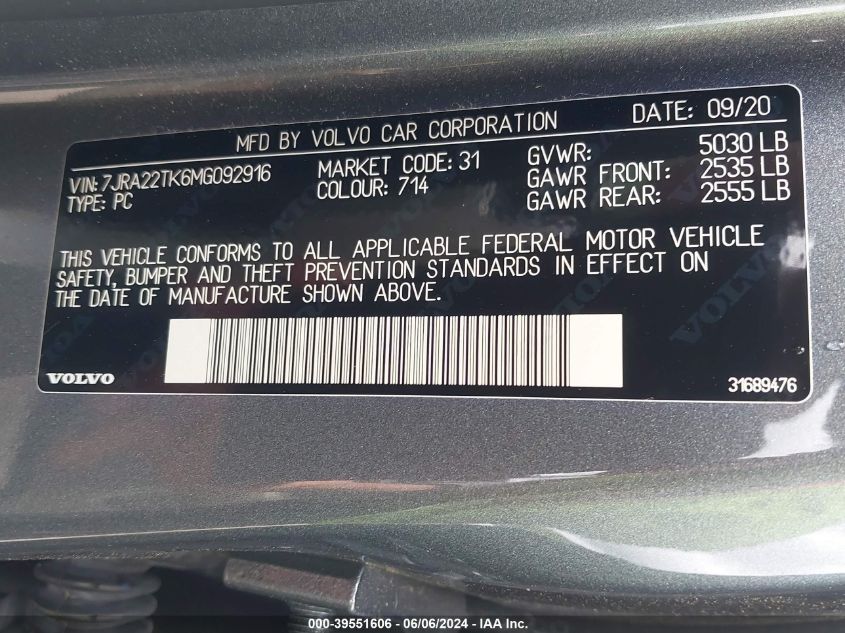 MFD BY VOLVO CAR CORPORATION DATE: 09/20
VIN: 7JRA22TK6MG092916 MARKET CODE: 31 GVWR: 5030 LB
TYPE: PC COLOUR: 714 GAWR FRONT: 2535 LB
GAWR REAR: 2555 LB
THIS VEHICLE CONFORMS TO ALL APPLICABLE FEDERAL MOTOR VEHICLE
SAFETY, BUMPER AND THEFT PREVENTION STANDARDS IN EFFECT ON
THE DATE OF MANUFACTURE SHOWN ABOVE.
VOLVO 31689476
000-39551606 - 06/06/2024 - IAA Inc.